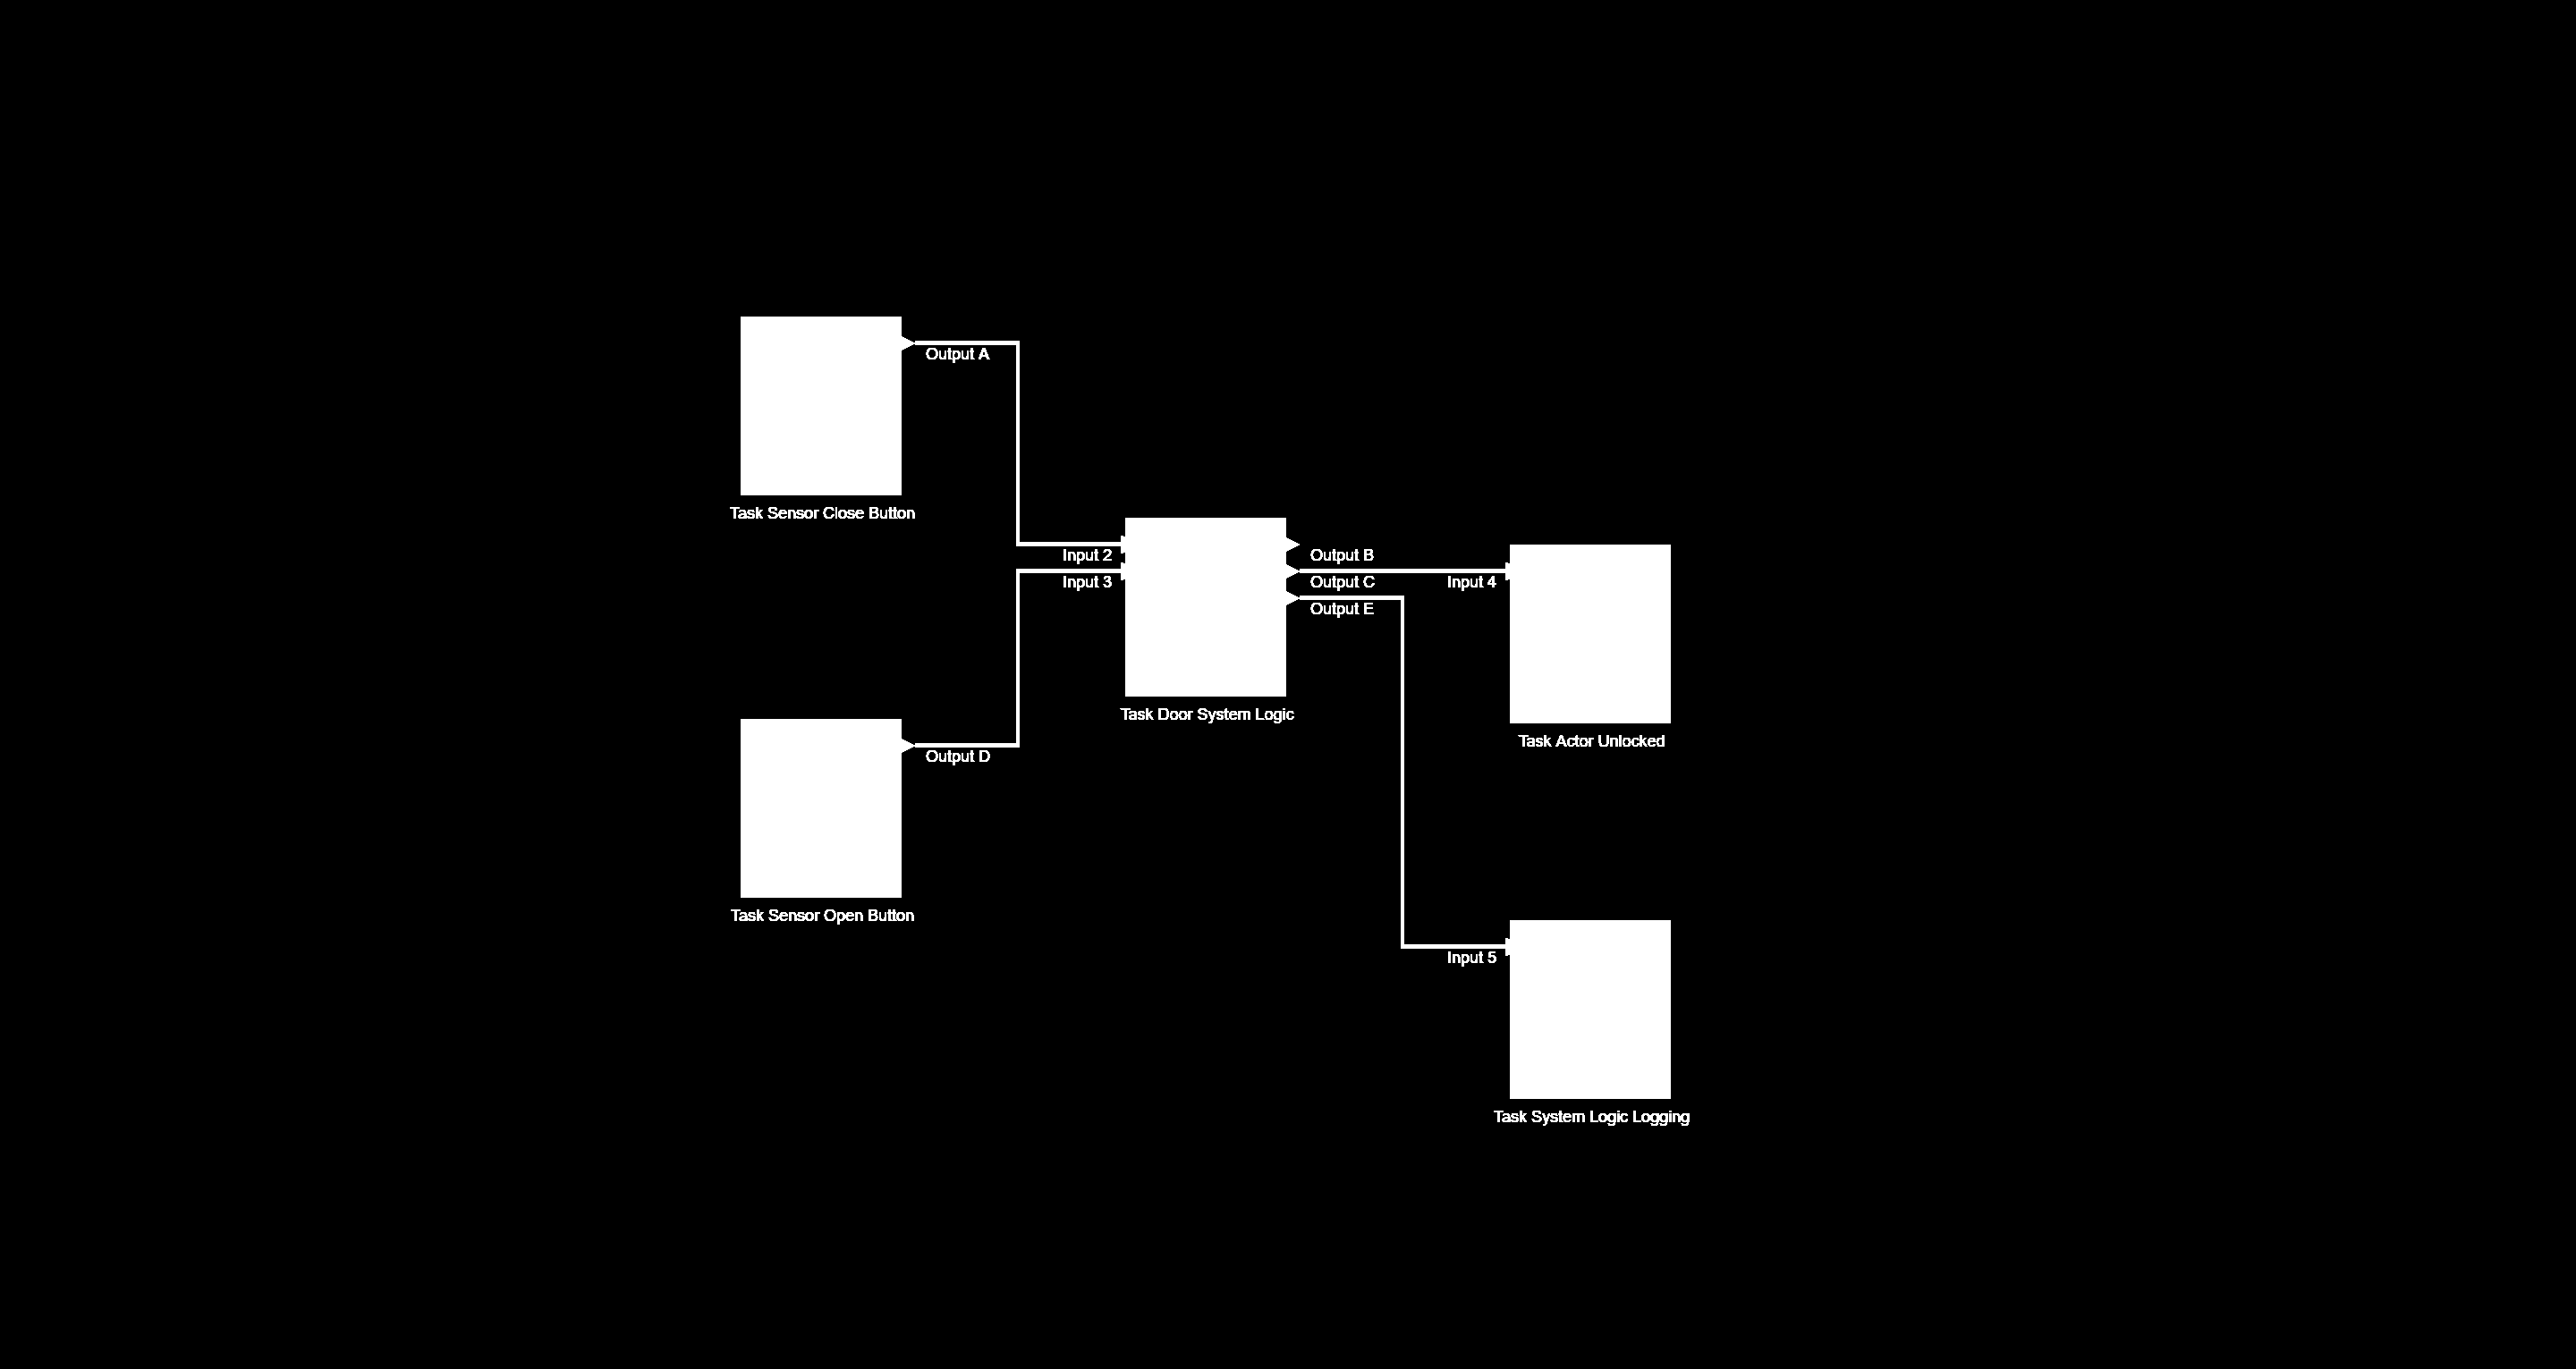 Output A
Task Sensor Close Button
Input 2
Input 3
Output B
Output C
Output E
Input 4
Task Door System Logic
Task Actor Unlocked
Output D
Task Sensor Open Button
Input 5
Task System Logic Logging